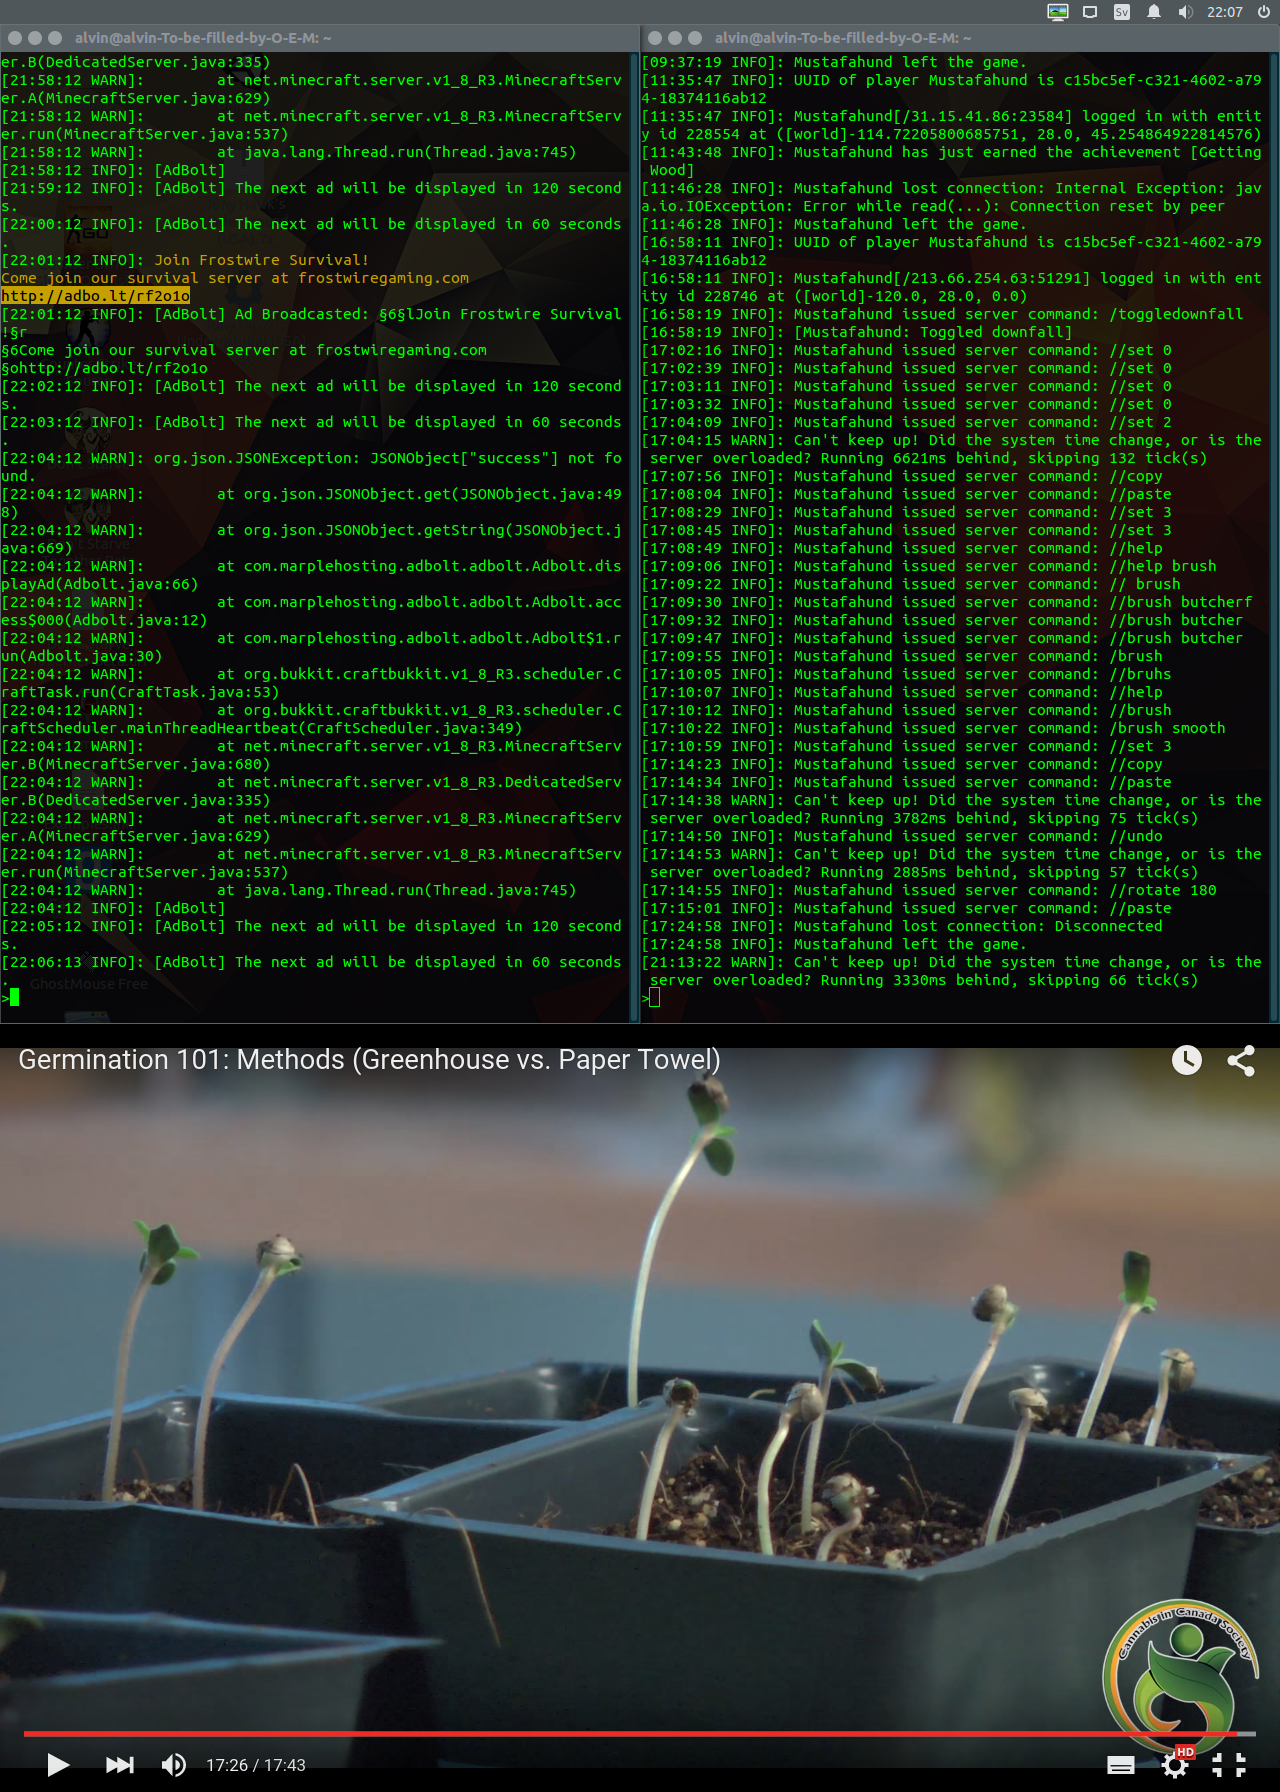 Sv 22:07
alvin@alvin-To-be-filled-by-O-E-M: ~
er.B(DedicatedServer.java:335)
[21:58:12 WARN]:        at net.minecraft.server.v1_8_R3.MinecraftServ
er.A(MinecraftServer.java:629)
[21:58:12 WARN]:        at net.minecraft.server.v1_8_R3.MinecraftServ
er.run(MinecraftServer.java:537)
[21:58:12 WARN]:        at java.lang.Thread.run(Thread.java:745)
[21:58:12 INFO]: [AdBolt]
[21:59:12 INFO]: [AdBolt] The next ad will be displayed in 120 second
s.
[22:00:12 INFO]: [AdBolt] The next ad will be displayed in 60 seconds
.
[22:01:12 INFO]: Join Frostwire Survival!
Come join our survival server at frostwiregaming.com
http://adbo.lt/rf2o1o
[22:01:12 INFO]: [AdBolt] Ad Broadcasted: §6§lJoin Frostwire Survival
!§r
§6Come join our survival server at frostwiregaming.com
§ohttp://adbo.lt/rf2o1o
[22:02:12 INFO]: [AdBolt] The next ad will be displayed in 120 second
s.
[22:03:12 INFO]: [AdBolt] The next ad will be displayed in 60 seconds
.
[22:04:12 WARN]: org.json.JSONException: JSONObject["success"] not fo
und.
[22:04:12 WARN]:        at org.json.JSONObject.get(JSONObject.java:49
8)
[22:04:12 WARN]:        at org.json.JSONObject.getString(JSONObject.j
ava:669)
[22:04:12 WARN]:        at com.marplehosting.adbolt.adbolt.Adbolt.dis
playAd(Adbolt.java:66)
[22:04:12 WARN]:        at com.marplehosting.adbolt.adbolt.Adbolt.acc
ess$000(Adbolt.java:12)
[22:04:12 WARN]:        at com.marplehosting.adbolt.adbolt.Adbolt$1.r
un(Adbolt.java:30)
[22:04:12 WARN]:        at org.bukkit.craftbukkit.v1_8_R3.scheduler.C
raftTask.run(CraftTask.java:53)
[22:04:12 WARN]:        at org.bukkit.craftbukkit.v1_8_R3.scheduler.C
raftScheduler.mainThreadHeartbeat(CraftScheduler.java:349)
[22:04:12 WARN]:        at net.minecraft.server.v1_8_R3.MinecraftServ
er.B(MinecraftServer.java:680)
[22:04:12 WARN]:        at net.minecraft.server.v1_8_R3.DedicatedServ
er.B(DedicatedServer.java:335)
[22:04:12 WARN]:        at net.minecraft.server.v1_8_R3.MinecraftServ
er.A(MinecraftServer.java:629)
[22:04:12 WARN]:        at net.minecraft.server.v1_8_R3.MinecraftServ
er.run(MinecraftServer.java:537)
[22:04:12 WARN]:        at java.lang.Thread.run(Thread.java:745)
[22:04:12 INFO]: [AdBolt]
[22:05:12 INFO]: [AdBolt] The next ad will be displayed in 120 second
s.
[22:06:13 INFO]: [AdBolt] The next ad will be displayed in 60 seconds
.
GhostMouse Free
>
alvin@alvin-To-be-filled-by-O-E-M: ~
[09:37:19 INFO]: Mustafahund left the game.
[11:35:47 INFO]: UUID of player Mustafahund is c15bc5ef-c321-4602-a79
4-18374116ab12
[11:35:47 INFO]: Mustafahund[/31.15.41.86:23584] logged in with entit
y id 228554 at ([world]-114.72205800685751, 28.0, 45.254864922814576)
[11:43:48 INFO]: Mustafahund has just earned the achievement [Getting
 Wood]
[11:46:28 INFO]: Mustafahund lost connection: Internal Exception: jav
a.io.IOException: Error while read(...): Connection reset by peer
[11:46:28 INFO]: Mustafahund left the game.
[16:58:11 INFO]: UUID of player Mustafahund is c15bc5ef-c321-4602-a79
4-18374116ab12
[16:58:11 INFO]: Mustafahund[/213.66.254.63:51291] logged in with ent
ity id 228746 at ([world]-120.0, 28.0, 0.0)
[16:58:19 INFO]: Mustafahund issued server command: /toggledownfall
[16:58:19 INFO]: [Mustafahund: Toggled downfall]
[17:02:16 INFO]: Mustafahund issued server command: //set 0
[17:02:39 INFO]: Mustafahund issued server command: //set 0
[17:03:11 INFO]: Mustafahund issued server command: //set 0
[17:03:32 INFO]: Mustafahund issued server command: //set 0
[17:04:09 INFO]: Mustafahund issued server command: //set 2
[17:04:15 WARN]: Can't keep up! Did the system time change, or is the
 server overloaded? Running 6621ms behind, skipping 132 tick(s)
[17:07:56 INFO]: Mustafahund issued server command: //copy
[17:08:04 INFO]: Mustafahund issued server command: //paste
[17:08:29 INFO]: Mustafahund issued server command: //set 3
[17:08:45 INFO]: Mustafahund issued server command: //set 3
[17:08:49 INFO]: Mustafahund issued server command: //help
[17:09:06 INFO]: Mustafahund issued server command: //help brush
[17:09:22 INFO]: Mustafahund issued server command: // brush
[17:09:30 INFO]: Mustafahund issued server command: //brush butcherf
[17:09:32 INFO]: Mustafahund issued server command: //brush butcher
[17:09:47 INFO]: Mustafahund issued server command: //brush butcher
[17:09:55 INFO]: Mustafahund issued server command: /brush
[17:10:05 INFO]: Mustafahund issued server command: //bruhs
[17:10:07 INFO]: Mustafahund issued server command: //help
[17:10:12 INFO]: Mustafahund issued server command: //brush
[17:10:22 INFO]: Mustafahund issued server command: /brush smooth
[17:10:59 INFO]: Mustafahund issued server command: //set 3
[17:14:23 INFO]: Mustafahund issued server command: //copy
[17:14:34 INFO]: Mustafahund issued server command: //paste
[17:14:38 WARN]: Can't keep up! Did the system time change, or is the
 server overloaded? Running 3782ms behind, skipping 75 tick(s)
[17:14:50 INFO]: Mustafahund issued server command: //undo
[17:14:53 WARN]: Can't keep up! Did the system time change, or is the
 server overloaded? Running 2885ms behind, skipping 57 tick(s)
[17:14:55 INFO]: Mustafahund issued server command: //rotate 180
[17:15:01 INFO]: Mustafahund issued server command: //paste
[17:24:58 INFO]: Mustafahund lost connection: Disconnected
[17:24:58 INFO]: Mustafahund left the game.
[21:13:22 WARN]: Can't keep up! Did the system time change, or is the
 server overloaded? Running 3330ms behind, skipping 66 tick(s)
>
Germination 101: Methods (Greenhouse vs. Paper Towel)
Cannabis in Canada Society
17:26 / 17:43
HD